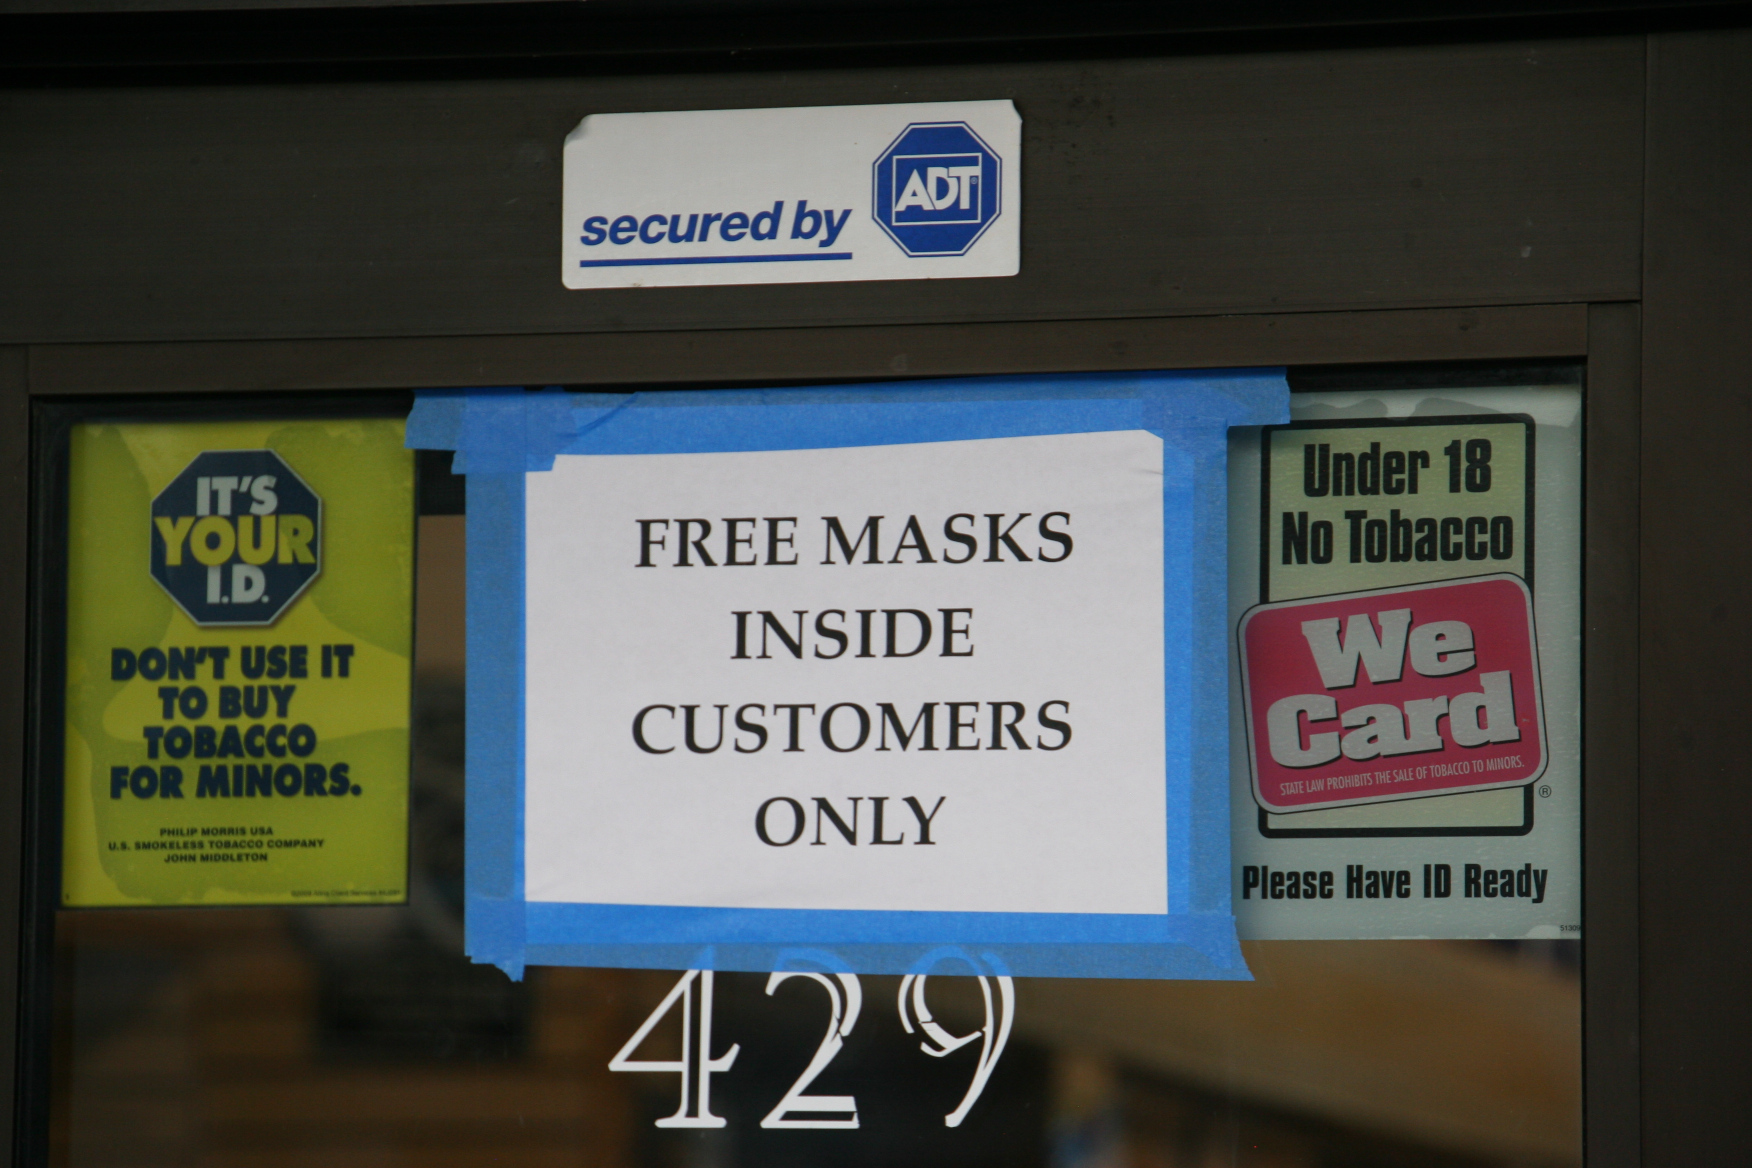 secured by ADT
IT'S
YOUR
I.D.
DON'T USE IT
TO BUY
TOBACCO
FOR MINORS.
PHILIP MORRIS USA
U.S. SMOKELESS TOBACCO COMPANY
JOHN MIDDLETON
FREE MASKS
INSIDE
CUSTOMERS
ONLY
Under 18
No Tobacco
We
Card
STATE LAW PROHIBITS THE SALE OF TOBACCO TO MINORS.
®
Please Have ID Ready
429